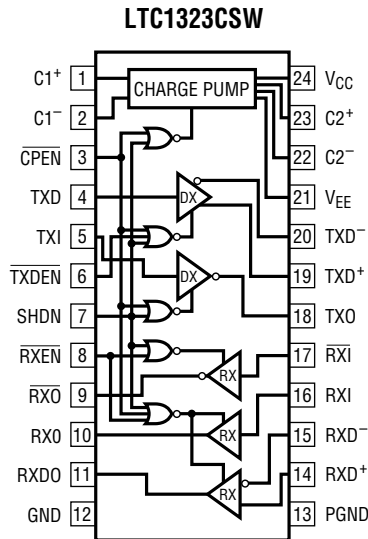 LTC1323CSW
C1+ 1
C1− 2
CPEN 3
TXD 4
TXI 5
TXDEN 6
SHDN 7
RXEN 8
RXO 9
RX0 10
RXDO 11
GND 12
CHARGE PUMP
DX
DX
RX
RX
RX
24 VCC
23 C2+
22 C2−
21 VEE
20 TXD−
19 TXD+
18 TXO
17 RXI
16 RXI
15 RXD−
14 RXD+
13 PGND